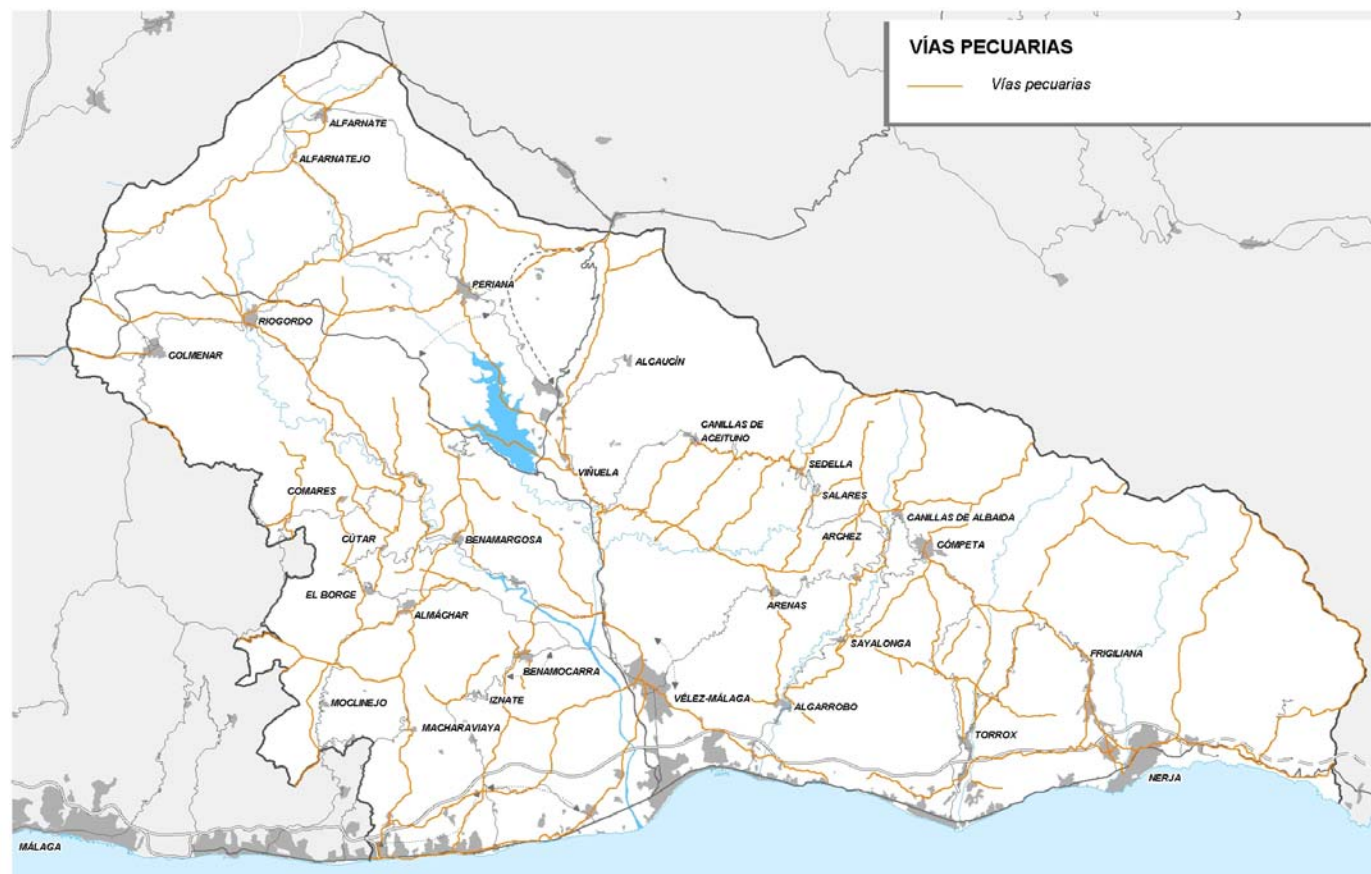 VÍAS PECUARIAS
Vías pecuarias
ALFARNATE
ALFARNATEJO
PERIANA
RIOGORDO
COLMENAR
ALCAUCÍN
CANILLAS DE
ACEITUNO
SEDELLA
VIÑUELA
SALARES
COMARES
CANILLAS DE ALBAIDA
ARCHEZ
CÚTAR
BENAMARGOSA
CÓMPETA
EL BORGE
ARENAS
ALMÁCHAR
SAYALONGA
FRIGILIANA
BENAMOCARRA
VÉLEZ-MÁLAGA
MOCLINEJO
IZNATE
ALGARROBO
MACHARAVIAYA
TORROX
NERJA
MÁLAGA